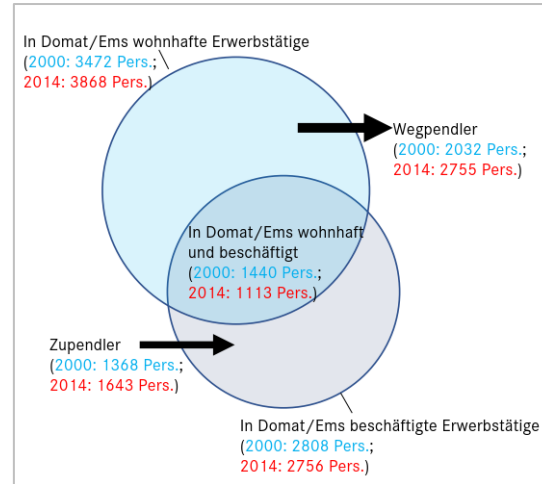 In Domat/Ems wohnhafte Erwerbstätige
(2000: 3472 Pers.;
2014: 3868 Pers.)
Wegpendler
(2000: 2032 Pers.;
2014: 2755 Pers.)
In Domat/Ems wohnhaft
und beschäftigt
(2000: 1440 Pers.;
2014: 1113 Pers.)
Zupendler
(2000: 1368 Pers.;
2014: 1643 Pers.)
In Domat/Ems beschäftigte Erwerbstätige
(2000: 2808 Pers.;
2014: 2756 Pers.)